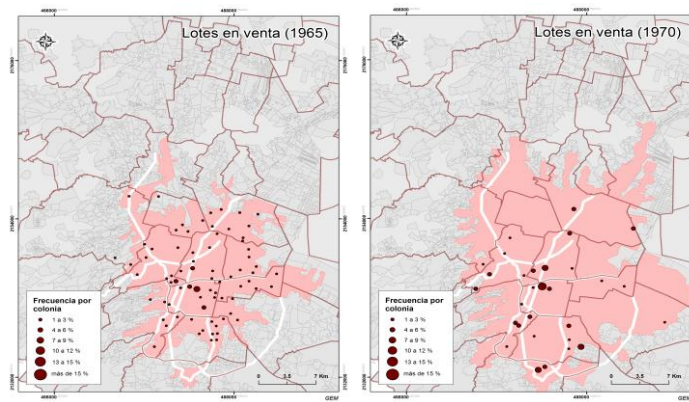 Lotes en venta (1965)
Frecuencia por
colonia
1 a 3 %
4 a 6 %
7 a 9 %
10 a 12 %
13 a 15 %
más de 15 %
0 3.5 7 Km
Lotes en venta (1970)
Frecuencia por
colonia
1 a 3 %
4 a 6 %
7 a 9 %
10 a 12 %
13 a 15 %
más de 15 %
0 3.5 7 Km